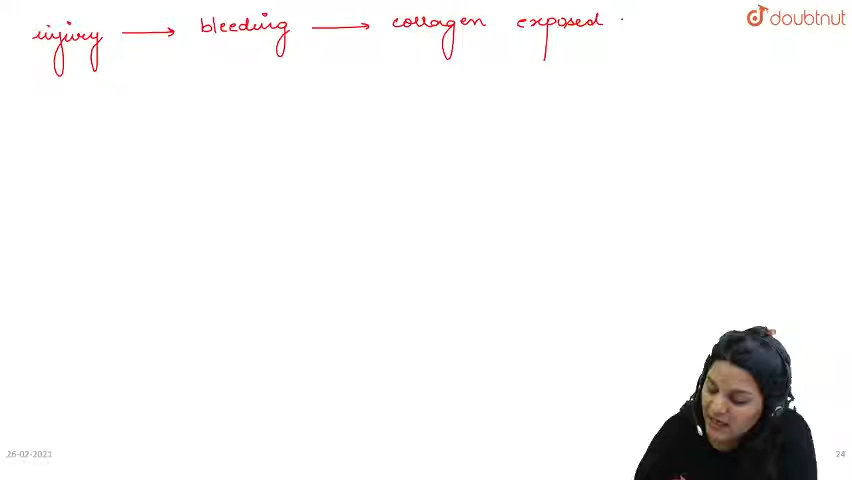 injury → bleeding → collagen exposed
doubtnut
26-02-2021
24